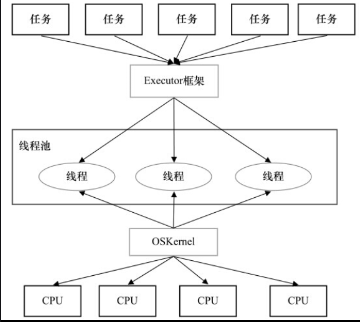 任务 任务 任务 任务 任务
Executor框架
线程池
线程 线程 线程
OSKernel
CPU CPU CPU CPU